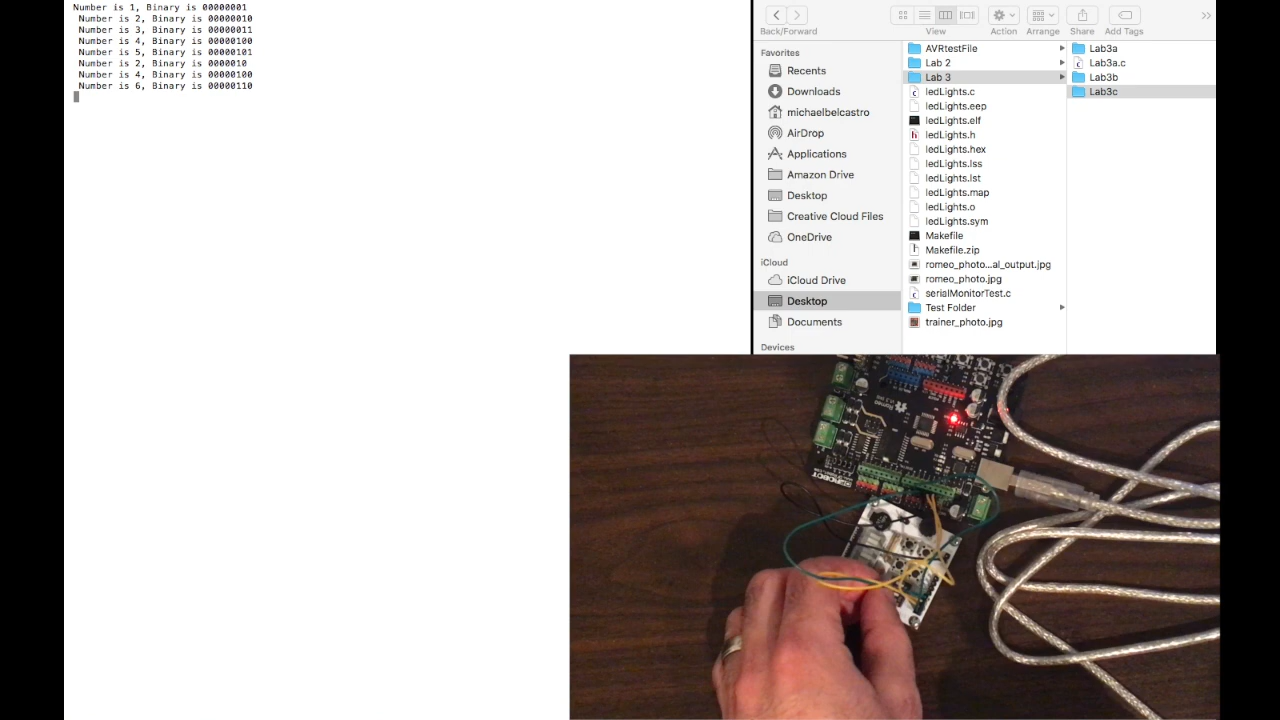 Number is 1, Binary is 00000001
Number is 2, Binary is 00000010
Number is 3, Binary is 00000011
Number is 4, Binary is 00000100
Number is 5, Binary is 00000101
Number is 2, Binary is 0000010
Number is 4, Binary is 00000100
Number is 6, Binary is 00000110
Back/Forward
View
Action
Arrange
Share
Add Tags
Favorites
Recents
Downloads
michaelbelcastro
AirDrop
Applications
Amazon Drive
Desktop
Creative Cloud Files
OneDrive
iCloud
iCloud Drive
Desktop
Documents
Devices
AVRtestFile
Lab 2
Lab 3
ledLights.c
ledLights.eep
ledLights.elf
ledLights.h
ledLights.hex
ledLights.lss
ledLights.lst
ledLights.map
ledLights.o
ledLights.sym
Makefile
Makefile.zip
romeo_photo...al_output.jpg
romeo_photo.jpg
serialMonitorTest.c
Test Folder
trainer_photo.jpg
Lab3a
Lab3a.c
Lab3b
Lab3c
Romeo